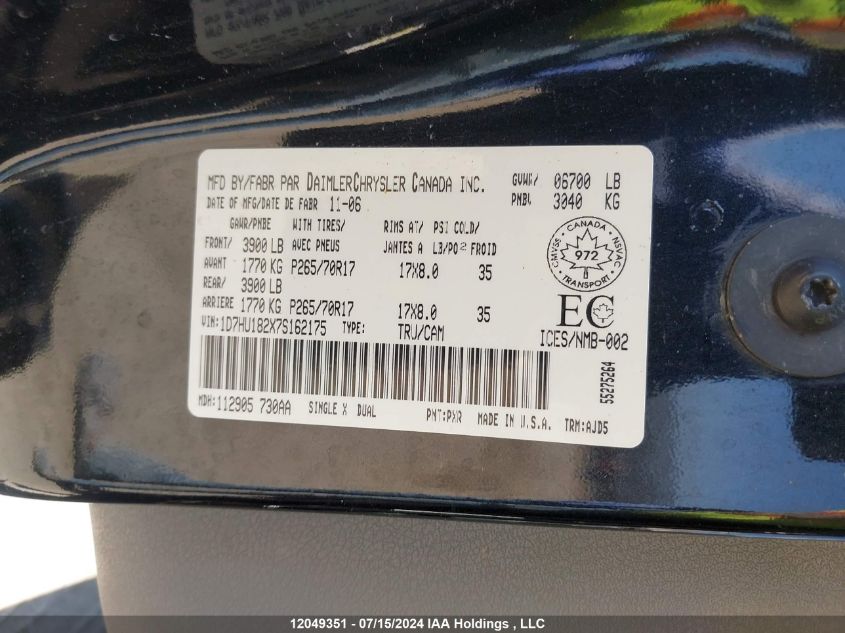 MFD BY/FABR PAR DAIMLERCHRYSLER CANADA INC. GVWR/ 06700 LB
DATE OF MFG/DATE DE FABR 11-06 PNBV 3040 KG
GAWR/PNBE WITH TIRES/ RIMS AT/ PSI COLD/
FRONT/ 3900 LB AVEC PNEUS JANTES A LB/PO² FROID
AVANT 1770 KG P265/70R17 17X8.0 35
REAR/ 3900 LB
ARRIERE 1770 KG P265/70R17 17X8.0 35
VIN: 1D7HU182X7S162175 TYPE: TRU/CAM
CANADA
CMVSS 972 NSVAC
TRANSPORT
EC
ICES/NMB-002
55275264
MDH: 112905 730AA SINGLE X DUAL PNT:PXR MADE IN U.S.A. TRM:AJD5
12049351 - 07/15/2024 IAA Holdings , LLC